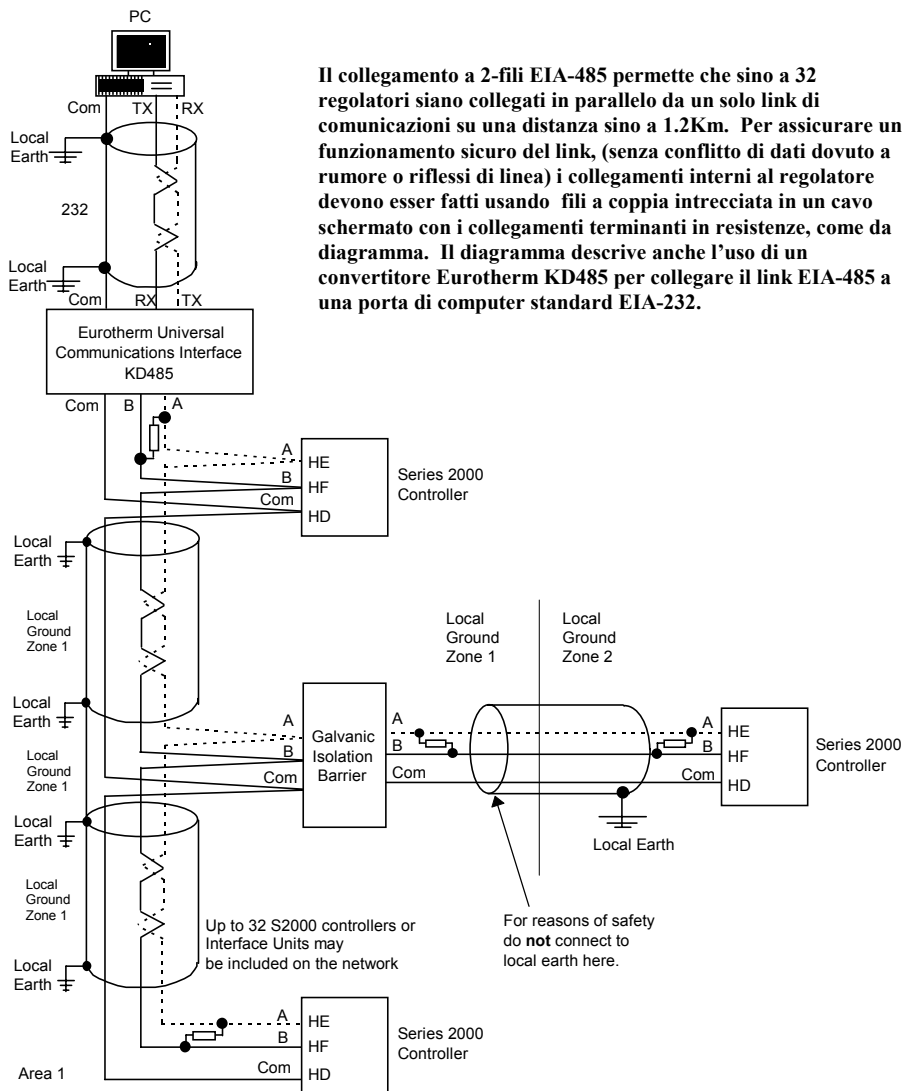 PC
Il collegamento a 2-fili EIA-485 permette che sino a 32
regolatori siano collegati in parallelo da un solo link di
comunicazioni su una distanza sino a 1.2Km. Per assicurare un
funzionamento sicuro del link, (senza conflitto di dati dovuto a
rumore o riflessi di linea) i collegamenti interni al regolatore
devono esser fatti usando fili a coppia intrecciata in un cavo
schermato con i collegamenti terminanti in resistenze, come da
diagramma. Il diagramma descrive anche l'uso di un
convertitore Eurotherm KD485 per collegare il link EIA-485 a
una porta di computer standard EIA-232.
Com TX RX
Local
Earth
232
Local
Earth
Com RX TX
Eurotherm Universal
Communications Interface
KD485
Com B A
A HE
B HF
Com HD
Series 2000
Controller
Local
Earth
Local
Ground
Zone 1
Local
Earth
Local
Ground
Zone 1
Local
Earth
Local
Ground
Zone 1
Local
Earth
Local
Ground
Zone 1
Local
Ground
Zone 2
A
B
Com
Galvanic
Isolation
Barrier
A
B
Com
A HE
B HF
Com HD
Series 2000
Controller
Local Earth
For reasons of safety
do not connect to
local earth here.
Up to 32 S2000 controllers or
Interface Units may
be included on the network
A HE
B HF
Com HD
Series 2000
Controller
Area 1